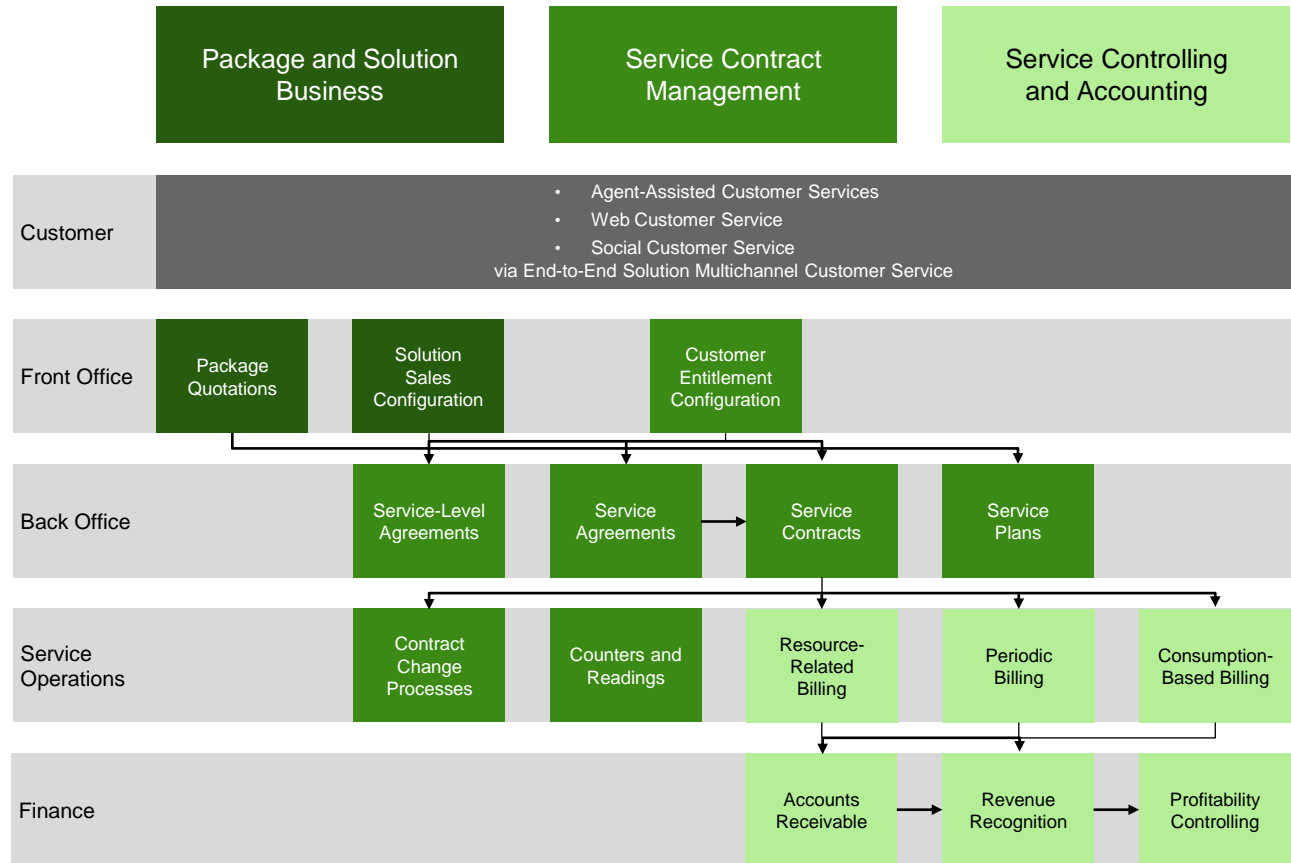 Package and Solution
Business
Service Contract
Management
Service Controlling
and Accounting
Customer
• Agent-Assisted Customer Services
• Web Customer Service
• Social Customer Service
via End-to-End Solution Multichannel Customer Service
Front Office
Package
Quotations
Solution
Sales
Configuration
Customer
Entitlement
Configuration
Back Office
Service-Level
Agreements
Service
Agreements
Service
Contracts
Service
Plans
Service
Operations
Contract
Change
Processes
Counters and
Readings
Resource-
Related
Billing
Periodic
Billing
Consumption-
Based Billing
Finance
Accounts
Receivable
Revenue
Recognition
Profitability
Controlling